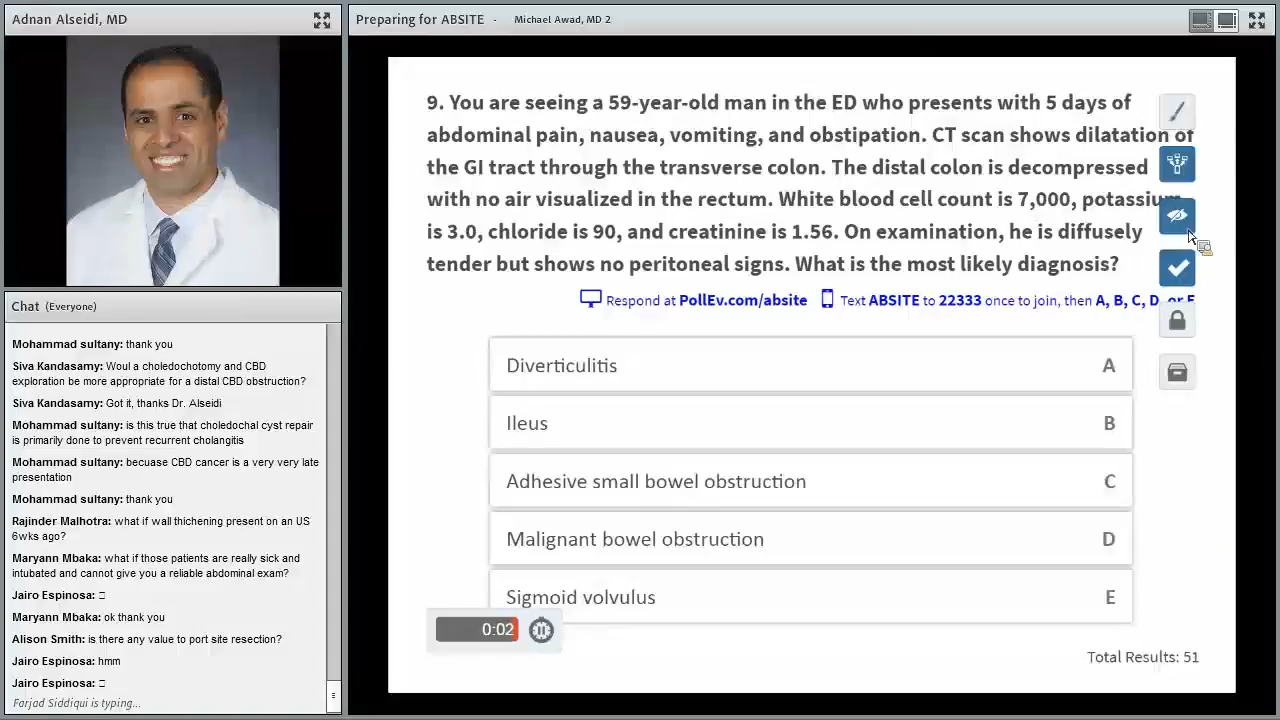 Adnan Alseidi, MD
Preparing for ABSITE - Michael Awad, MD 2
9. You are seeing a 59-year-old man in the ED who presents with 5 days of
abdominal pain, nausea, vomiting, and obstipation. CT scan shows dilatation of
the GI tract through the transverse colon. The distal colon is decompressed
with no air visualized in the rectum. White blood cell count is 7,000, potassium
is 3.0, chloride is 90, and creatinine is 1.56. On examination, he is diffusely
tender but shows no peritoneal signs. What is the most likely diagnosis?
Respond at PollEv.com/absite Text ABSITE to 22333 once to join, then A, B, C, D, or E
Diverticulitis A
Ileus B
Adhesive small bowel obstruction C
Malignant bowel obstruction D
Sigmoid volvulus E
0:02
Total Results: 51
Chat (Everyone)
Mohammad sultany: thank you
Siva Kandasamy: Woul a choledochotomy and CBD
exploration be more appropriate for a distal CBD obstruction?
Siva Kandasamy: Got it, thanks Dr. Alseidi
Mohammad sultany: is this true that choledochal cyst repair
is primarily done to prevent recurrent cholangitis
Mohammad sultany: becuase CBD cancer is a very very late
presentation
Mohammad sultany: thank you
Rajinder Malhotra: what if wall thichening present on an US
6wks ago?
Maryann Mbaka: what if those patients are really sick and
intubated and cannot give you a reliable abdominal exam?
Jairo Espinosa: □
Maryann Mbaka: ok thank you
Alison Smith: is there any value to port site resection?
Jairo Espinosa: hmm
Jairo Espinosa: □
Farjad Siddiqui is typing...